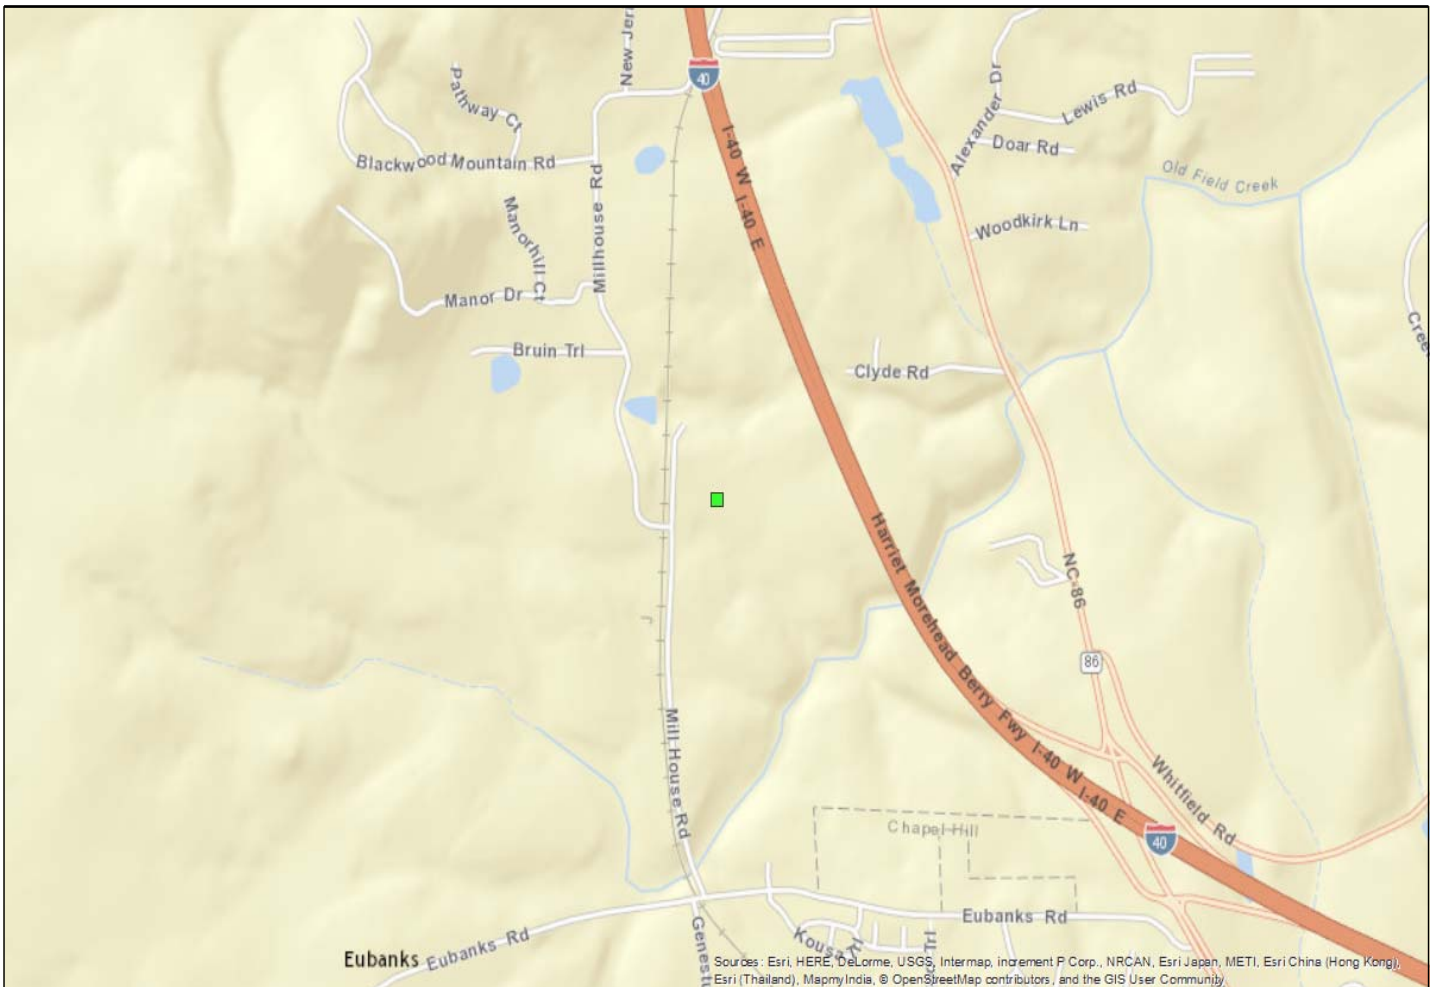 New Jer
40
Pathway Ct
Alexander Dr
Lewis Rd
I-40 W I-40 E
Doar Rd
Blackwood Mountain Rd
Millhouse Rd
Old Field Creek
Manorhill Ct
Woodkirk Ln
Manor Dr
Cree
Bruin Trl
Clyde Rd
Harriet Morehead Berry Fwy I-40 W
I-40 E
NC-86
86
Mill House Rd
Whitfield Rd
Chapel Hill
40
Eubanks Rd
Genest
Kousa Trl
Trl
Eubanks
Eubanks Rd
Sources: Esri, HERE, DeLorme, USGS, Intermap, increment P Corp., NRCAN, Esri Japan, METI, Esri China (Hong Kong),
Esri (Thailand), MapmyIndia, © OpenStreetMap contributors, and the GIS User Community